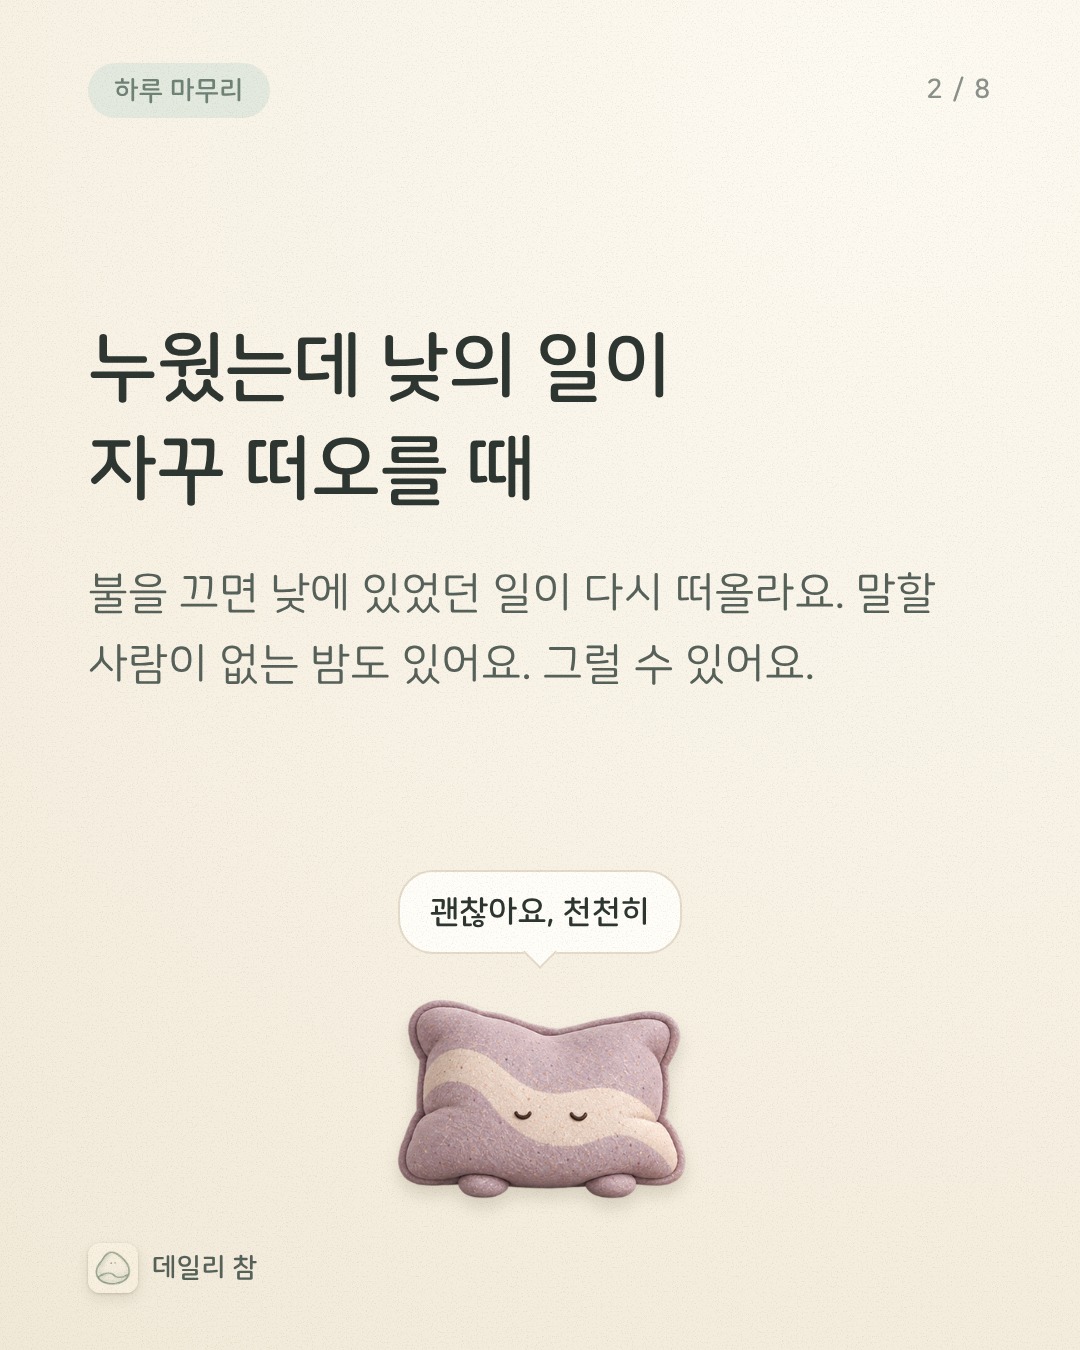 하루 마무리
2 / 8
누웠는데 낮의 일이
자꾸 떠오를 때
불을 끄면 낮에 있었던 일이 다시 떠올라요. 말할
사람이 없는 밤도 있어요. 그럴 수 있어요.
괜찮아요, 천천히
데일리 참